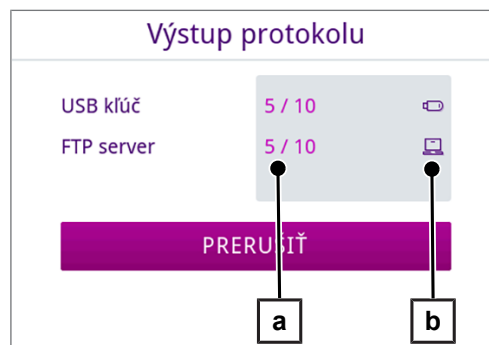 Výstup protokolu
USB kľúč 5 / 10
FTP server 5 / 10
PRERUŠIŤ
a b